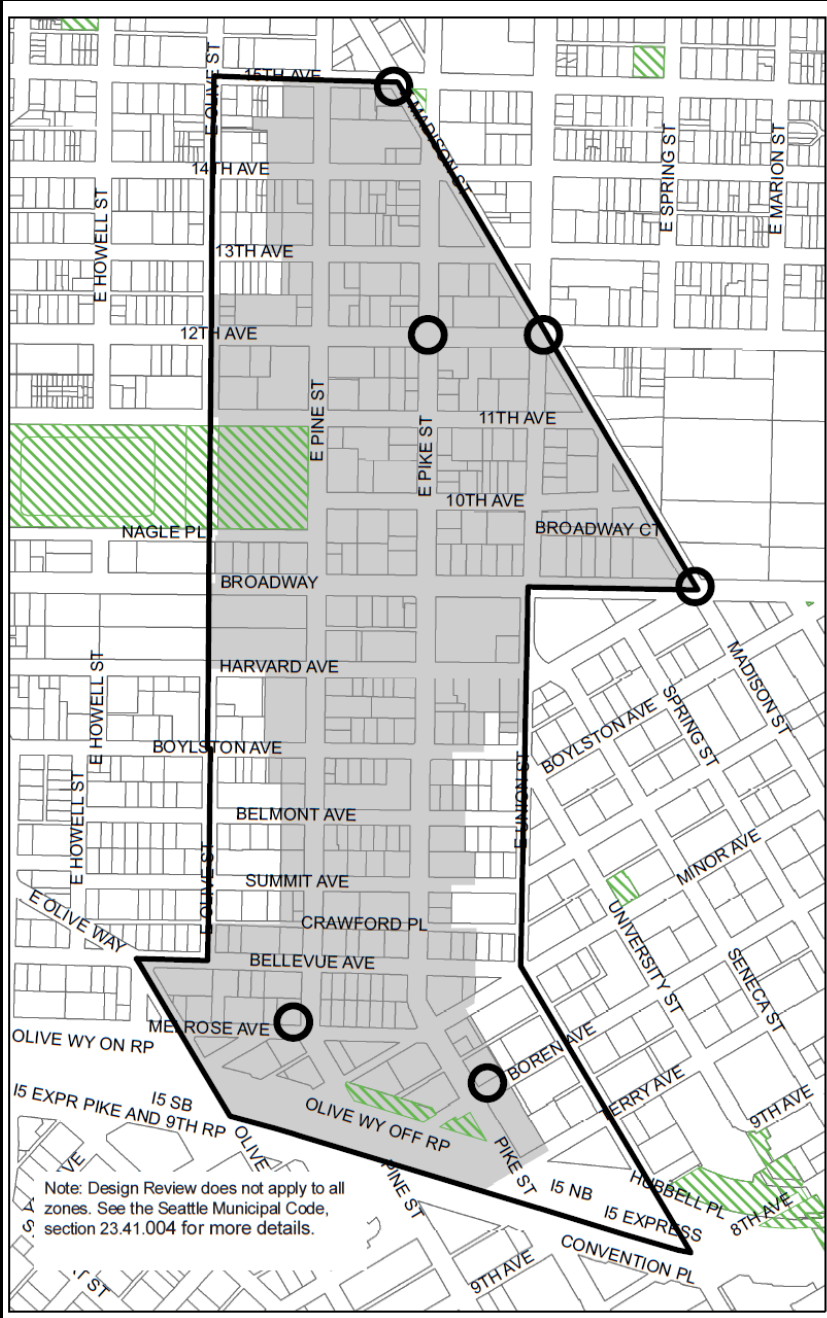 15TH AVE
E OLIVE ST
MADISON ST
E SPRING ST
E MARION ST
14TH AVE
E HOWELL ST
13TH AVE
12TH AVE
E PINE ST
11TH AVE
E PIKE ST
10TH AVE
BROADWAY CT
NAGLE PL
BROADWAY
HARVARD AVE
E HOWELL ST
MADISON ST
SPRING ST
BOYLSTON AVE
BOYLSTON AVE
E UNION ST
E HOWELL ST
BELMONT AVE
MINOR AVE
E OLIVE ST
SUMMIT AVE
E OLIVE WAY
CRAWFORD PL
UNIVERSITY ST
BELLEVUE AVE
SENECA ST
MELROSE AVE
OLIVE WY ON RP
BOREN AVE
TERRY AVE
I5 SB
I5 EXPR PIKE AND 9TH RP
OLIVE WY OFF RP
9TH AVE
OLIVE
PIKE ST
PINE ST
I5 NB
HUBBELL PL
8TH AVE
I5 EXPRESS
Note: Design Review does not apply to all
zones. See the Seattle Municipal Code,
section 23.41.004 for more details.
CONVENTION PL
9TH AVE